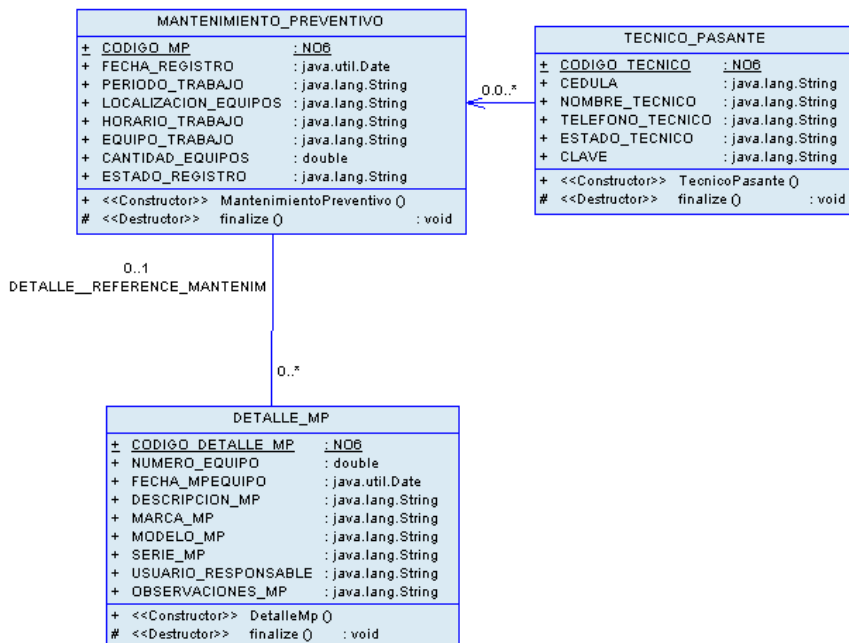 MANTENIMIENTO_PREVENTIVO
+ CODIGO_MP : NO6
+ FECHA_REGISTRO : java.util.Date
+ PERIODO_TRABAJO : java.lang.String
+ LOCALIZACION_EQUIPOS : java.lang.String
+ HORARIO_TRABAJO : java.lang.String
+ EQUIPO_TRABAJO : java.lang.String
+ CANTIDAD_EQUIPOS : double
+ ESTADO_REGISTRO : java.lang.String
+ <<Constructor>> MantenimientoPreventivo ()
# <<Destructor>> finalize () : void
0.0..*
TECNICO_PASANTE
+ CODIGO_TECNICO : NO6
+ CEDULA : java.lang.String
+ NOMBRE_TECNICO : java.lang.String
+ TELEFONO_TECNICO : java.lang.String
+ ESTADO_TECNICO : java.lang.String
+ CLAVE : java.lang.String
+ <<Constructor>> TecnicoPasante ()
# <<Destructor>> finalize () : void
0..1
DETALLE__REFERENCE_MANTENIM
0..*
DETALLE_MP
+ CODIGO_DETALLE_MP : NO6
+ NUMERO_EQUIPO : double
+ FECHA_MPEQUIPO : java.util.Date
+ DESCRIPCION_MP : java.lang.String
+ MARCA_MP : java.lang.String
+ MODELO_MP : java.lang.String
+ SERIE_MP : java.lang.String
+ USUARIO_RESPONSABLE : java.lang.String
+ OBSERVACIONES_MP : java.lang.String
+ <<Constructor>> DetalleMp ()
# <<Destructor>> finalize () : void